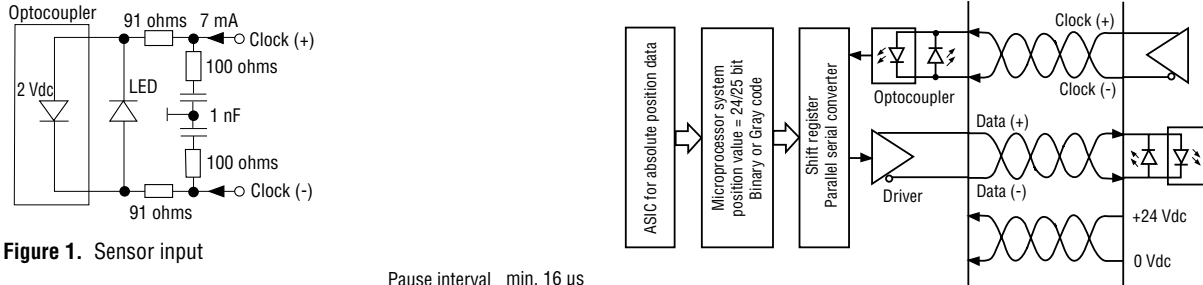 Optocoupler
91 ohms
7 mA
Clock (+)
100 ohms
2 Vdc
LED
1 nF
100 ohms
Clock (-)
91 ohms
Figure 1. Sensor input
Pause interval min. 16 µs
ASIC for absolute position data
Microprocessor system
position value = 24/25 bit
Binary or Gray code
Shift register
Parallel serial converter
Optocoupler
Driver
Clock (+)
Clock (-)
Data (+)
Data (-)
+24 Vdc
0 Vdc